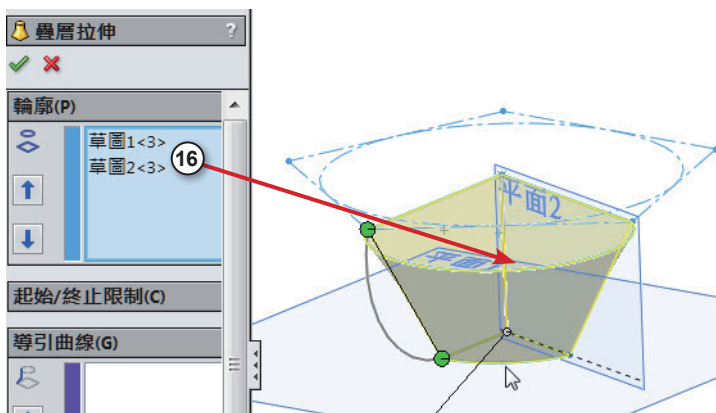 疊層拉伸
?
輪廓(P)
草圖1<3>
草圖2<3>
16
起始/終止限制(C)
導引曲線(G)
平面2
平面